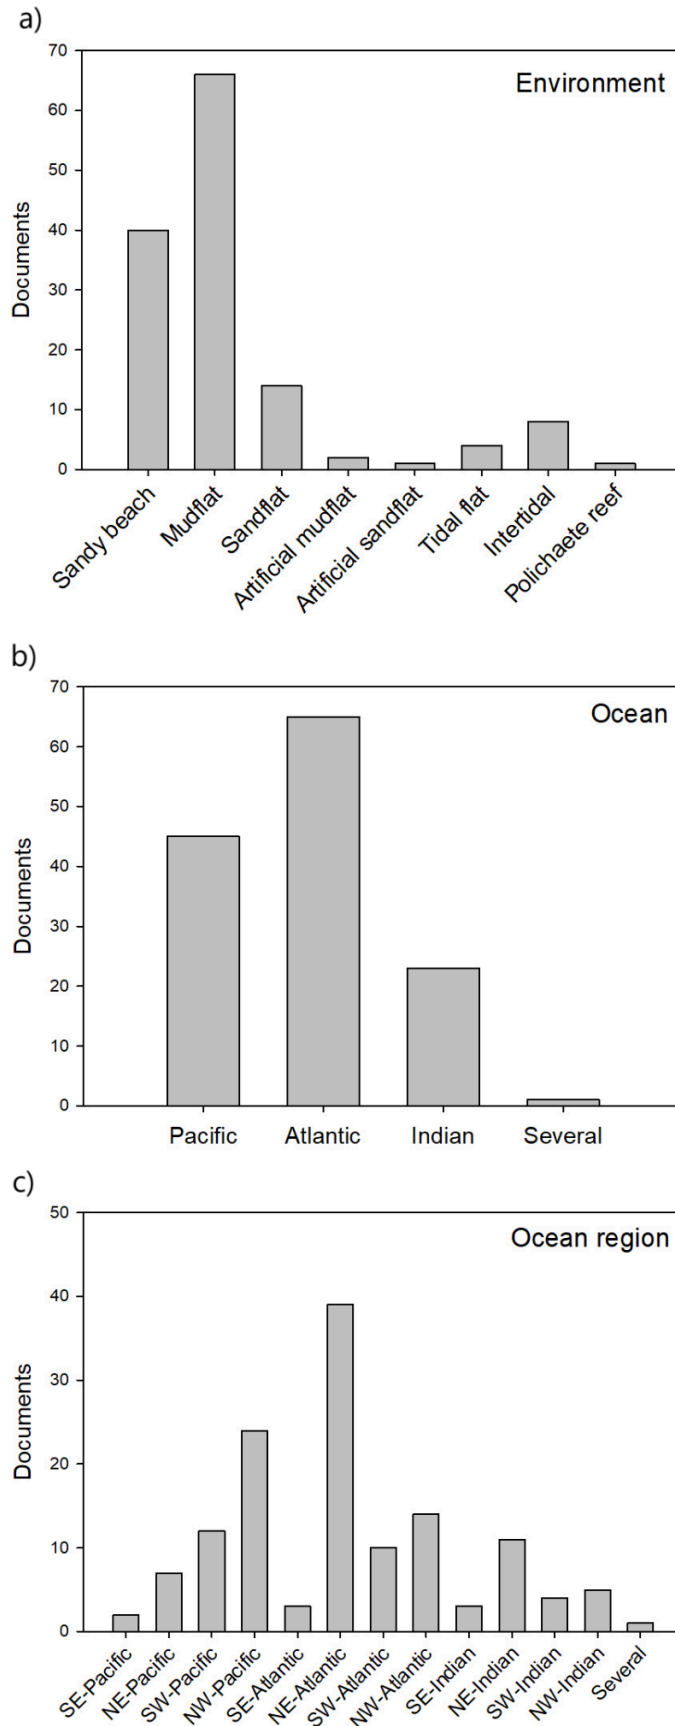 a)
Environment
Documents
70
60
50
40
30
20
10
0
Sandy beach
Mudflat
Sandflat
Artificial mudflat
Artificial sandflat
Tidal flat
Intertidal
Polichaete reef
b)
Ocean
Documents
70
60
50
40
30
20
10
0
Pacific Atlantic Indian Several
c)
Ocean region
Documents
50
40
30
20
10
0
SE-Pacific
NE-Pacific
SW-Pacific
NW-Pacific
SE-Atlantic
NE-Atlantic
SW-Atlantic
NW-Atlantic
SE-Indian
NE-Indian
SW-Indian
NW-Indian
Several